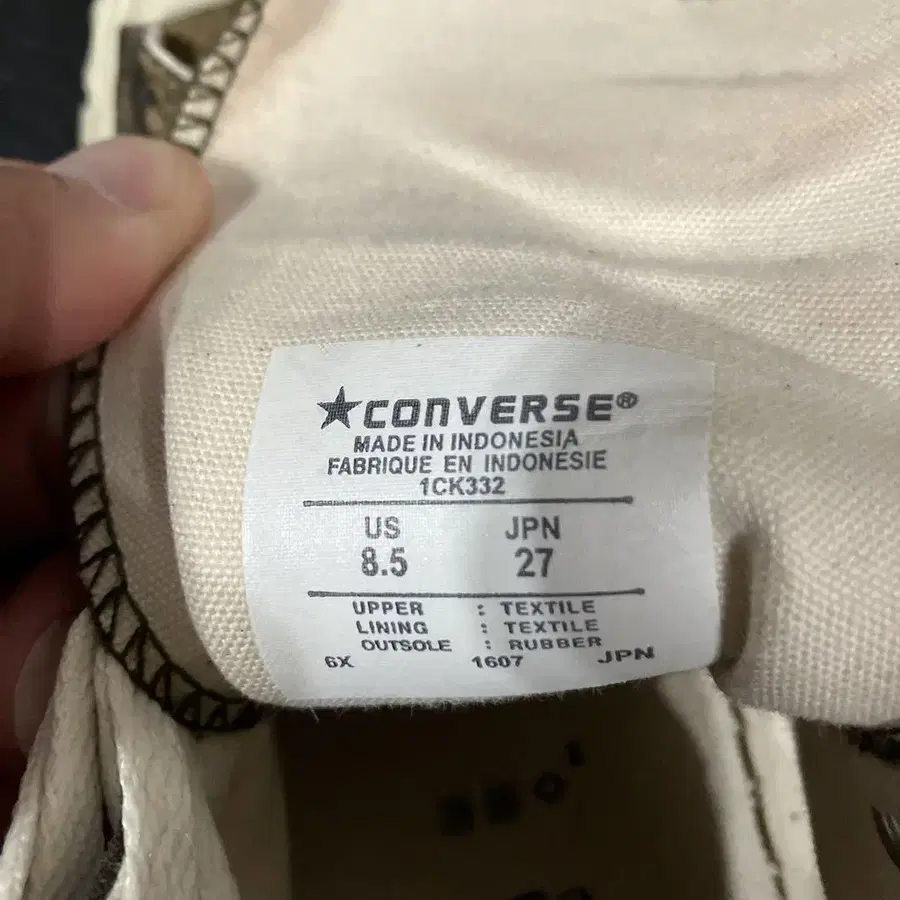 ★CONVERSE®
MADE IN INDONESIA
FABRIQUE EN INDONESIE
1CK332
US JPN
8.5 27
UPPER : TEXTILE
LINING : TEXTILE
OUTSOLE : RUBBER
6X 1607 JPN